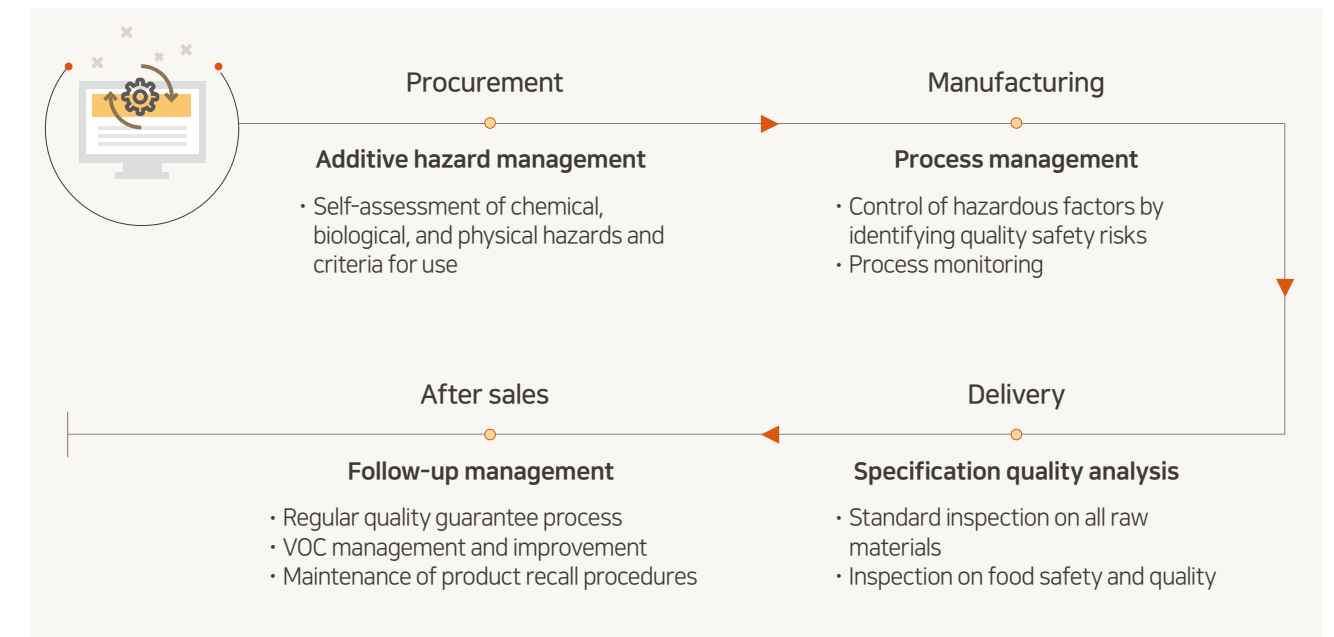 Procurement
Additive hazard management
· Self-assessment of chemical,
biological, and physical hazards and
criteria for use
Manufacturing
Process management
· Control of hazardous factors by
identifying quality safety risks
· Process monitoring
Delivery
Specification quality analysis
· Standard inspection on all raw
materials
· Inspection on food safety and quality
After sales
Follow-up management
· Regular quality guarantee process
· VOC management and improvement
· Maintenance of product recall procedures